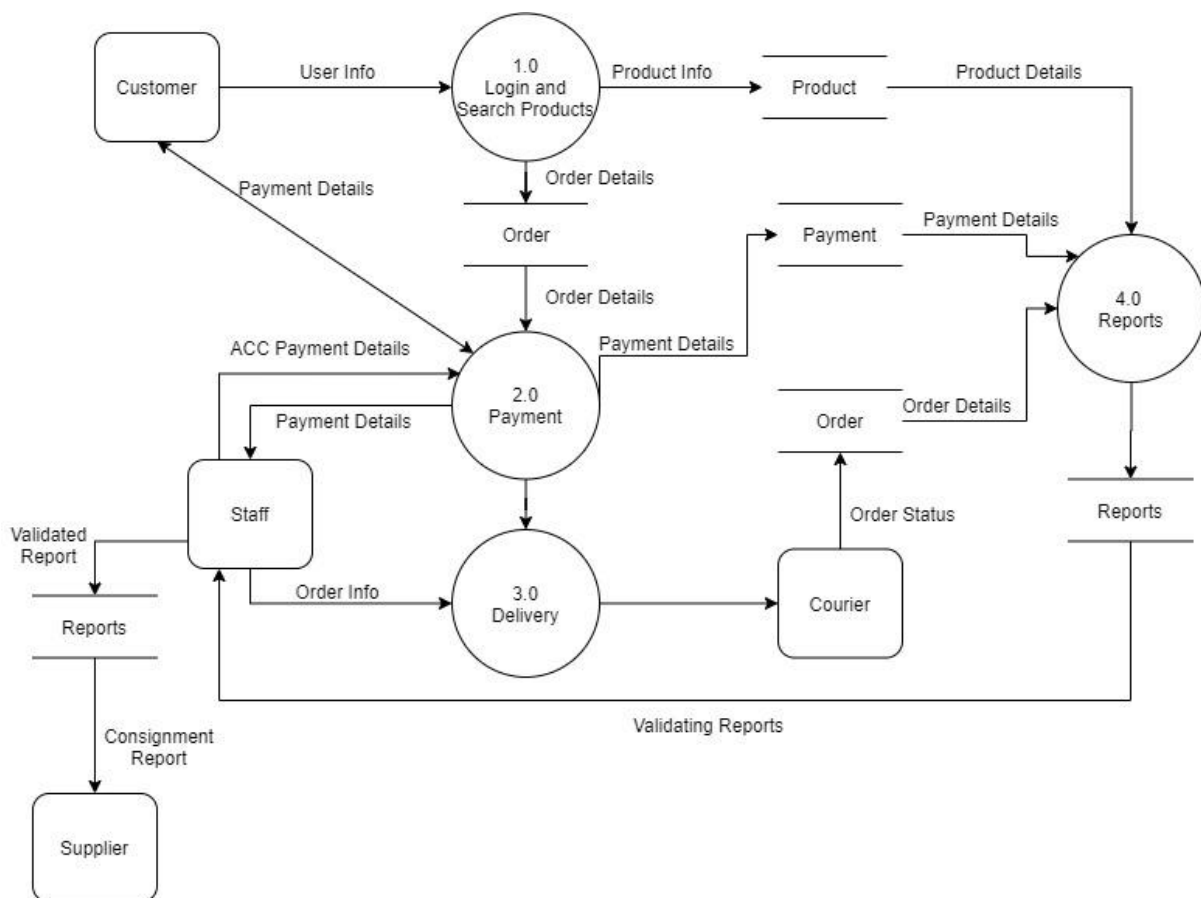 Customer
User Info
1.0
Login and
Search Products
Product Info
Product
Product Details
Payment Details
Order Details
Order
Order Details
Payment
Payment Details
4.0
Reports
ACC Payment Details
Payment Details
2.0
Payment
Payment Details
Order
Order Details
Staff
Validated
Report
Order Info
3.0
Delivery
Order Status
Courier
Reports
Reports
Validating Reports
Consignment
Report
Supplier